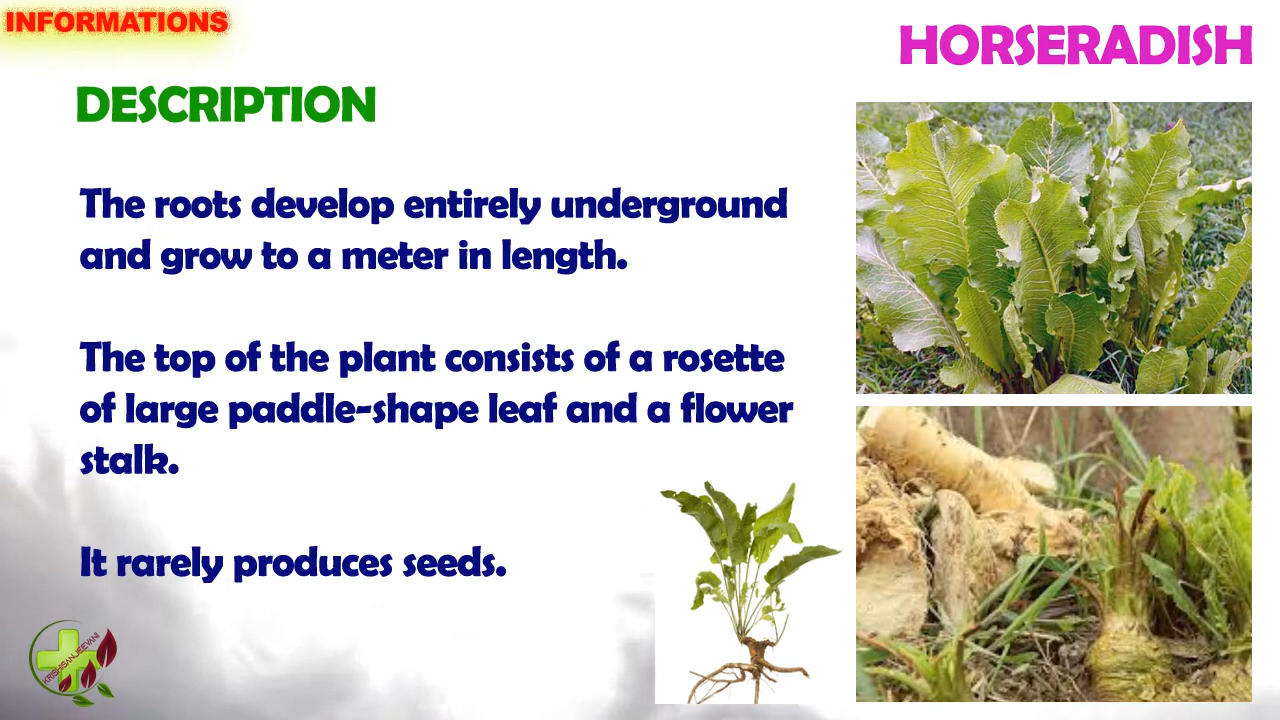 INFORMATIONS
HORSERADISH
DESCRIPTION
The roots develop entirely underground
and grow to a meter in length.
The top of the plant consists of a rosette
of large paddle-shape leaf and a flower
stalk.
It rarely produces seeds.
KRISHISANJEEVANI